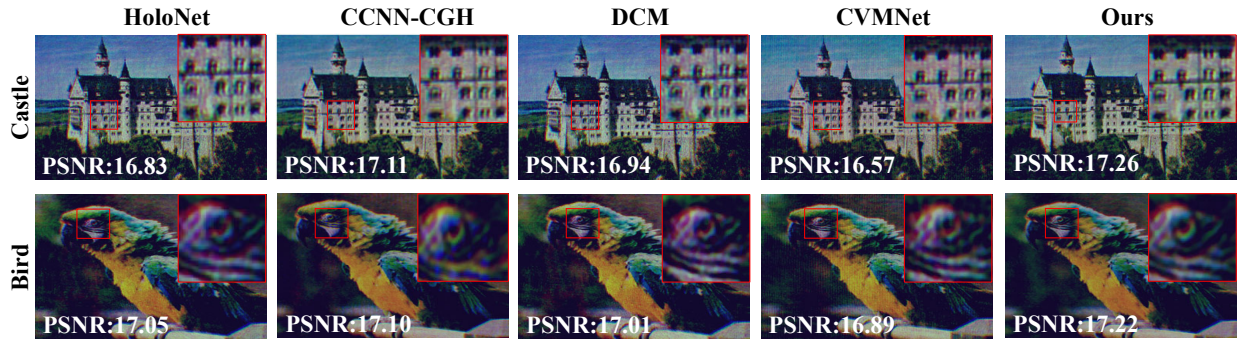 HoloNet CCNN-CGH DCM CVMNet Ours
Castle
PSNR:16.83 PSNR:17.11 PSNR:16.94 PSNR:16.57 PSNR:17.26
Bird
PSNR:17.05 PSNR:17.10 PSNR:17.01 PSNR:16.89 PSNR:17.22